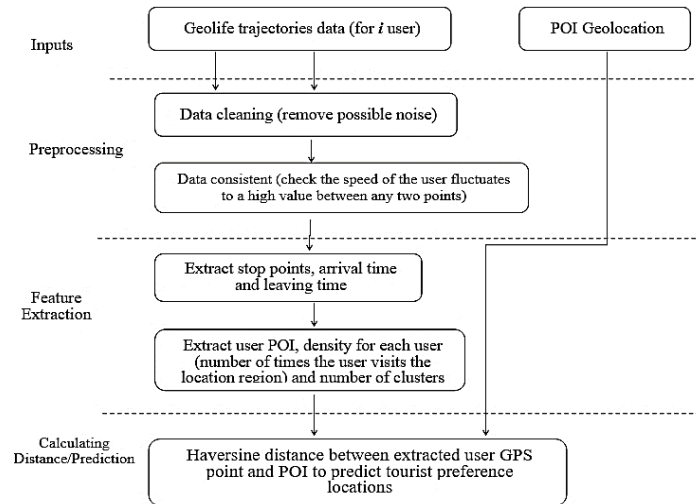 Inputs
Geolife trajectories data (for i user)
POI Geolocation
Preprocessing
Data cleaning (remove possible noise)
Data consistent (check the speed of the user fluctuates
to a high value between any two points)
Feature
Extraction
Extract stop points, arrival time
and leaving time
Extract user POI, density for each user
(number of times the user visits the
location region) and number of clusters
Calculating
Distance/Prediction
Haversine distance between extracted user GPS
point and POI to predict tourist preference
locations